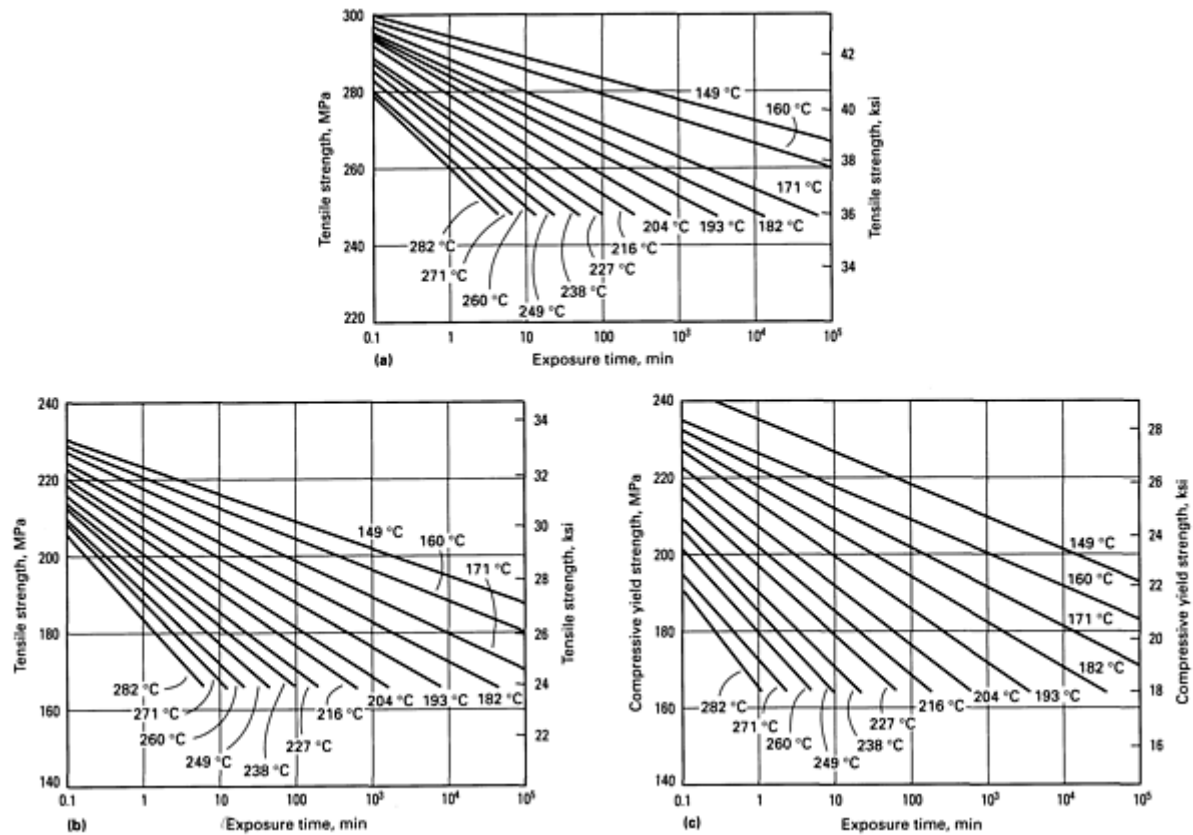 300
280
260
240
220
Tensile strength, MPa
42
40
38
36
34
Tensile strength, ksi
149 °C
160 °C
171 °C
282 °C
271 °C
260 °C
249 °C
238 °C
227 °C
216 °C
204 °C
193 °C
182 °C
0.1 1 10 100 10³ 10⁴ 10⁵
(a) Exposure time, min
240
220
200
180
160
140
Tensile strength, MPa
34
32
30
28
26
24
22
Tensile strength, ksi
149 °C
160 °C
171 °C
282 °C
271 °C
260 °C
249 °C
238 °C
227 °C
216 °C
204 °C
193 °C
182 °C
0.1 1 10 100 10³ 10⁴ 10⁵
(b) Exposure time, min
240
220
200
180
160
140
Compressive yield strength, MPa
28
26
24
22
20
18
16
Compressive yield strength, ksi
149 °C
160 °C
171 °C
182 °C
282 °C
271 °C
260 °C
249 °C
238 °C
227 °C
216 °C
204 °C
193 °C
0.1 1 10 100 10³ 10⁴ 10⁵
(c) Exposure time, min